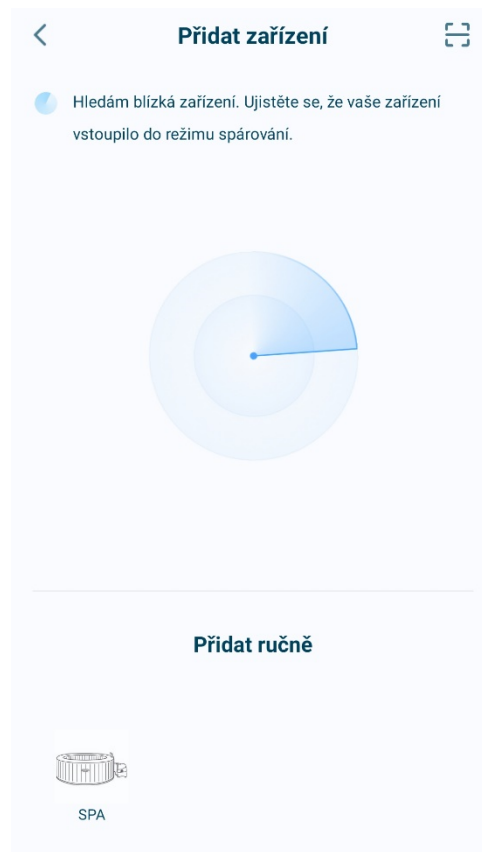 Přidat zařízení
Hledám blízká zařízení. Ujistěte se, že vaše zařízení
vstoupilo do režimu spárování.
Přidat ručně
SPA